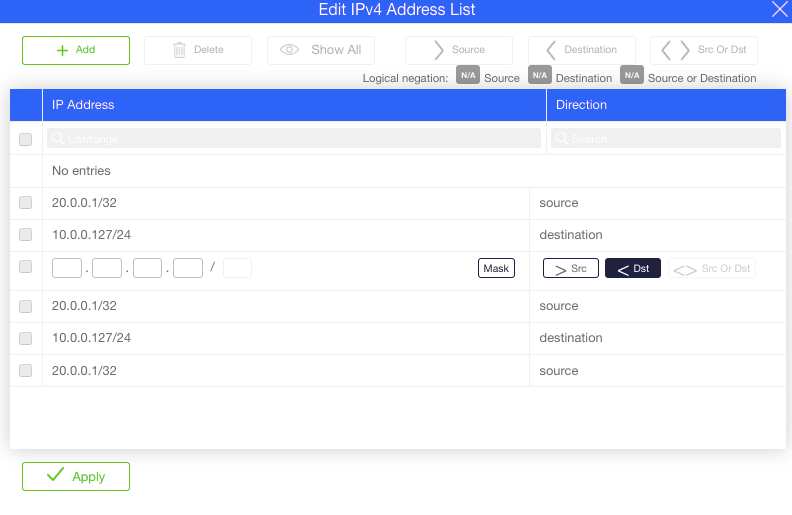 Edit IPv4 Address List
Add Delete Show All Source Destination Src Or Dst
Logical negation: N/A Source N/A Destination N/A Source or Destination
IP Address Direction
List/range Search
No entries
20.0.0.1/32 source
10.0.0.127/24 destination
. . . / Mask > Src < Dst <> Src Or Dst
20.0.0.1/32 source
10.0.0.127/24 destination
20.0.0.1/32 source
Apply